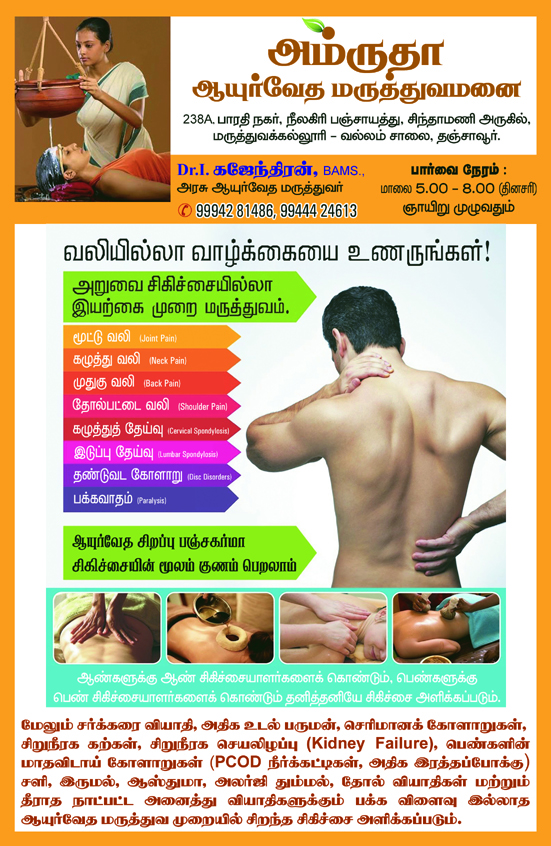 அம்ருதா
ஆயுர்வேத மருத்துவமனை
238A. பாரதி நகர், நீலகிரி பஞ்சாயத்து, சிந்தாமணி அருகில்,
மருத்துவக்கல்லூரி - வல்லம் சாலை, தஞ்சாவூர்.
Dr.I. கஜேந்திரன், BAMS.,
அரசு ஆயுர்வேத மருத்துவர்
✆ 99942 81486, 99444 24613
பார்வை நேரம் :
மாலை 5.00 - 8.00 (தினசரி)
ஞாயிறு முழுவதும்
வலியில்லா வாழ்க்கையை உணருங்கள்!
அறுவை சிகிச்சையில்லா
இயற்கை முறை மருத்துவம்.
மூட்டு வலி (Joint Pain)
கழுத்து வலி (Neck Pain)
முதுகு வலி (Back Pain)
தோல்பட்டை வலி (Shoulder Pain)
கழுத்துத் தேய்வு (Cervical Spondylesis)
இடுப்பு தேய்வு (Lumbar Spondylosis)
தண்டுவட கோளாறு (Disc Disorders)
பக்கவாதம் (Paralysis)
ஆயுர்வேத சிறப்பு பஞ்சகர்மா
சிகிச்சையின் மூலம் குணம் பெறலாம்
ஆண்களுக்கு ஆண் சிகிச்சையாளர்களைக் கொண்டும், பெண்களுக்கு
பெண் சிகிச்சையாளர்களைக் கொண்டும் தனித்தனியே சிகிச்சை அளிக்கப்படும்.
மேலும் சர்க்கரை வியாதி, அதிக உடல் பருமன், செரிமானக் கோளாறுகள்,
சிறுநீரக கற்கள், சிறுநீரக செயலிழப்பு (Kidney Failure), பெண்களின்
மாதவிடாய் கோளாறுகள் (PCOD நீர்க்கட்டிகள், அதிக இரத்தப்போக்கு)
சளி, இருமல், ஆஸ்துமா, அலர்ஜி தும்மல், தோல் வியாதிகள் மற்றும்
தீராத நாட்பட்ட அனைத்து வியாதிகளுக்கும் பக்க விளைவு இல்லாத
ஆயுர்வேத மருத்துவ முறையில் சிறந்த சிகிச்சை அளிக்கப்படும்.